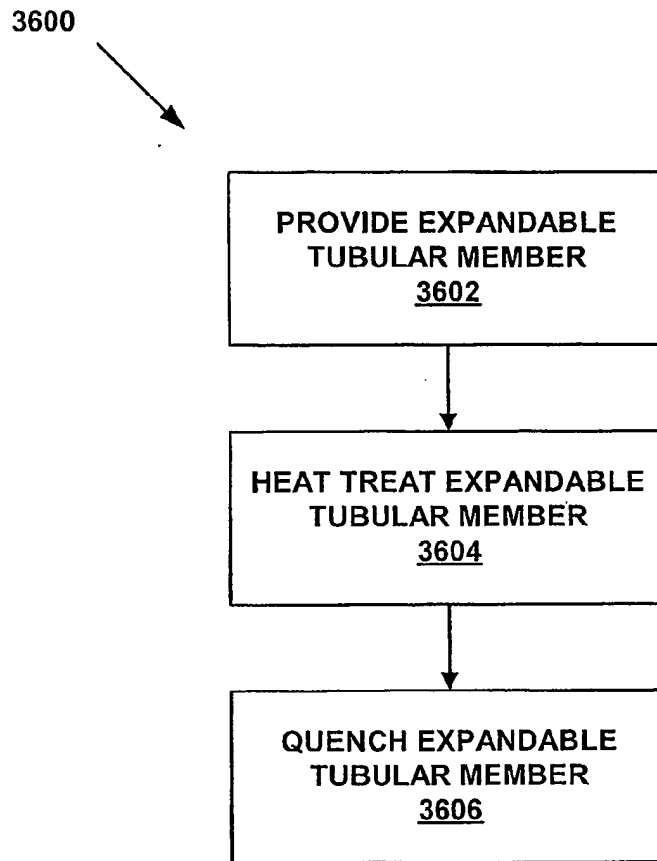 3600
PROVIDE EXPANDABLE
TUBULAR MEMBER
3602
HEAT TREAT EXPANDABLE
TUBULAR MEMBER
3604
QUENCH EXPANDABLE
TUBULAR MEMBER
3606